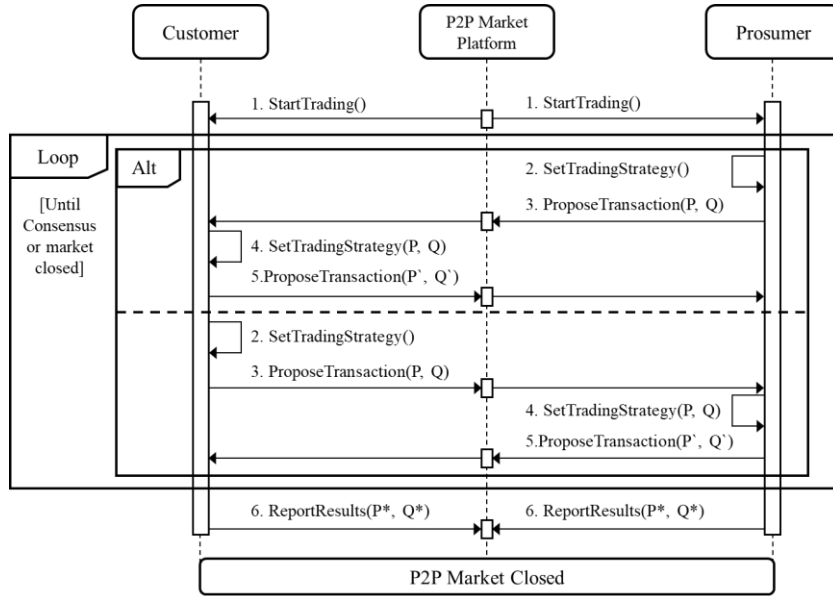 Customer
P2P Market
Platform
Prosumer
1. StartTrading()
1. StartTrading()
Loop
Alt
[Until
Consensus
or market
closed]
2. SetTradingStrategy()
3. ProposeTransaction(P, Q)
4. SetTradingStrategy(P, Q)
5.ProposeTransaction(P`, Q`)
2. SetTradingStrategy()
3. ProposeTransaction(P, Q)
4. SetTradingStrategy(P, Q)
5.ProposeTransaction(P`, Q`)
6. ReportResults(P*, Q*)
6. ReportResults(P*, Q*)
P2P Market Closed